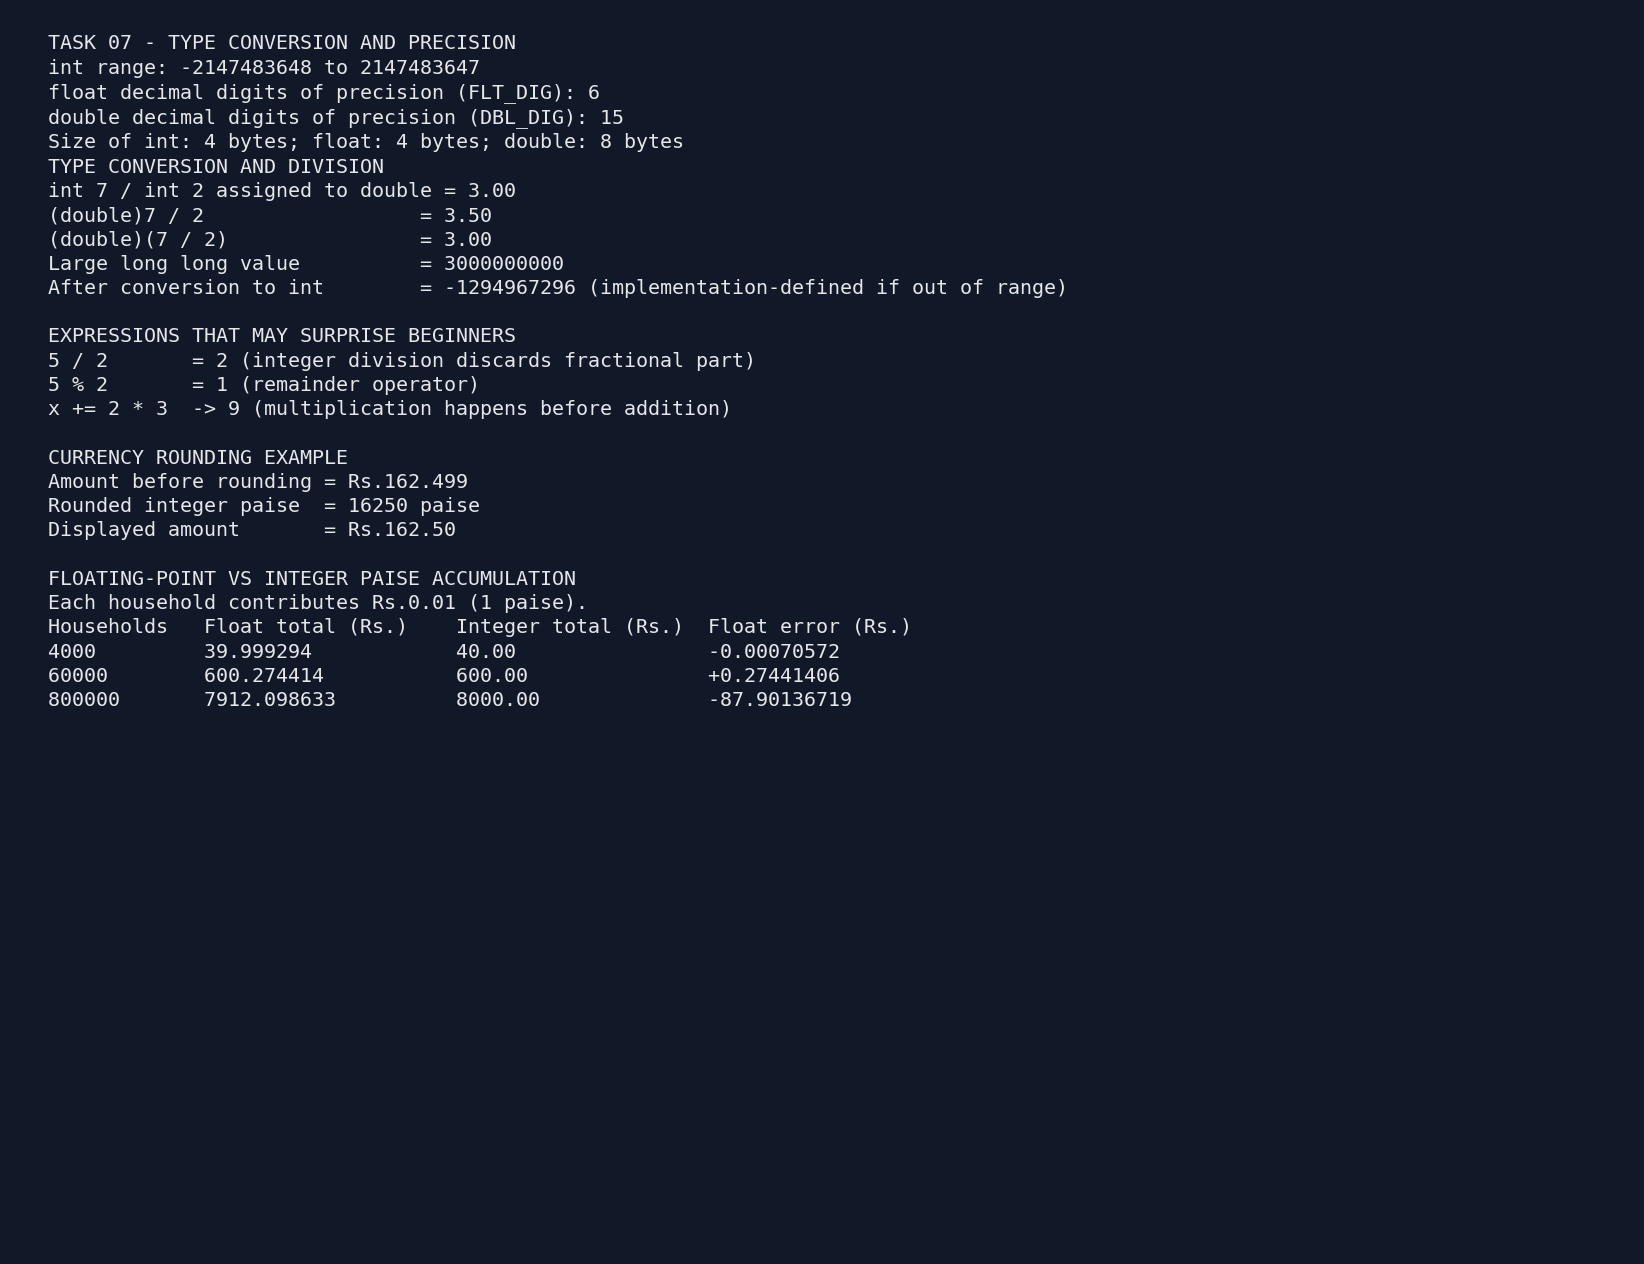 TASK 07 - TYPE CONVERSION AND PRECISION
int range: -2147483648 to 2147483647
float decimal digits of precision (FLT_DIG): 6
double decimal digits of precision (DBL_DIG): 15
Size of int: 4 bytes; float: 4 bytes; double: 8 bytes
TYPE CONVERSION AND DIVISION
int 7 / int 2 assigned to double = 3.00
(double)7 / 2                  = 3.50
(double)(7 / 2)                = 3.00
Large long long value          = 3000000000
After conversion to int        = -1294967296 (implementation-defined if out of range)

EXPRESSIONS THAT MAY SURPRISE BEGINNERS
5 / 2       = 2 (integer division discards fractional part)
5 % 2       = 1 (remainder operator)
x += 2 * 3  -> 9 (multiplication happens before addition)

CURRENCY ROUNDING EXAMPLE
Amount before rounding = Rs.162.499
Rounded integer paise  = 16250 paise
Displayed amount       = Rs.162.50

FLOATING-POINT VS INTEGER PAISE ACCUMULATION
Each household contributes Rs.0.01 (1 paise).
Households   Float total (Rs.)    Integer total (Rs.)  Float error (Rs.)
4000         39.999294            40.00                -0.00070572
60000        600.274414           600.00               +0.27441406
800000       7912.098633          8000.00              -87.90136719